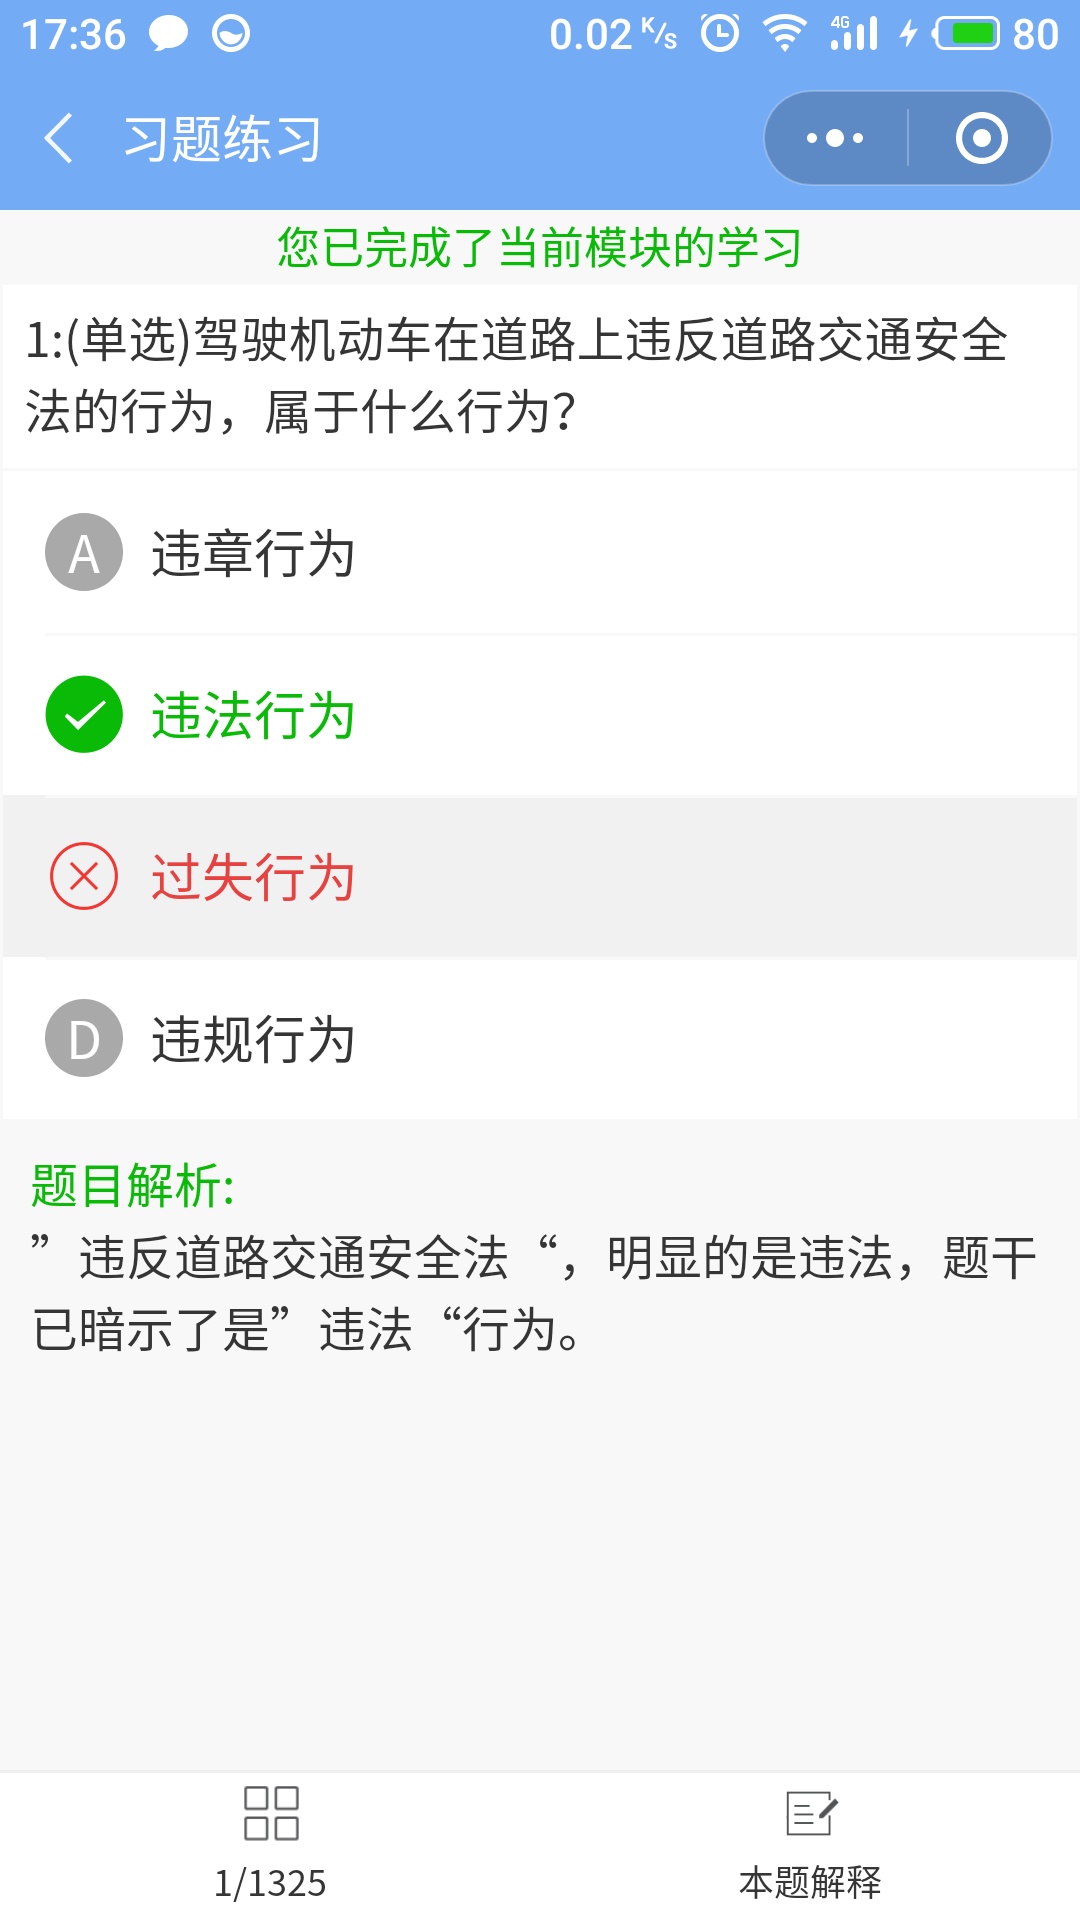 17:36 0.02 K/s 4G 80
习题练习
您已完成了当前模块的学习
1:(单选)驾驶机动车在道路上违反道路交通安全
法的行为，属于什么行为?
A 违章行为
违法行为
过失行为
D 违规行为
题目解析:
”违反道路交通安全法“，明显的是违法，题干
已暗示了是”违法“行为。
1/1325 本题解释